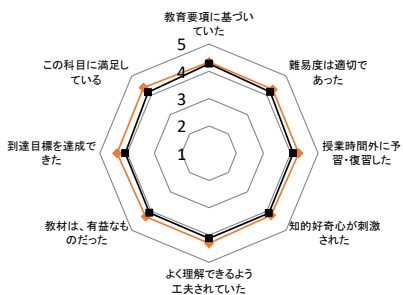 教育要項に基づい
ていた
難易度は適切で
あった
授業時間外に予
習・復習した
知的好奇心が刺激
された
よく理解できるよう
工夫されていた
教材は、有益なも
のだった
到達目標を達成で
きた
この科目に満足し
ている
5
4
3
2
1